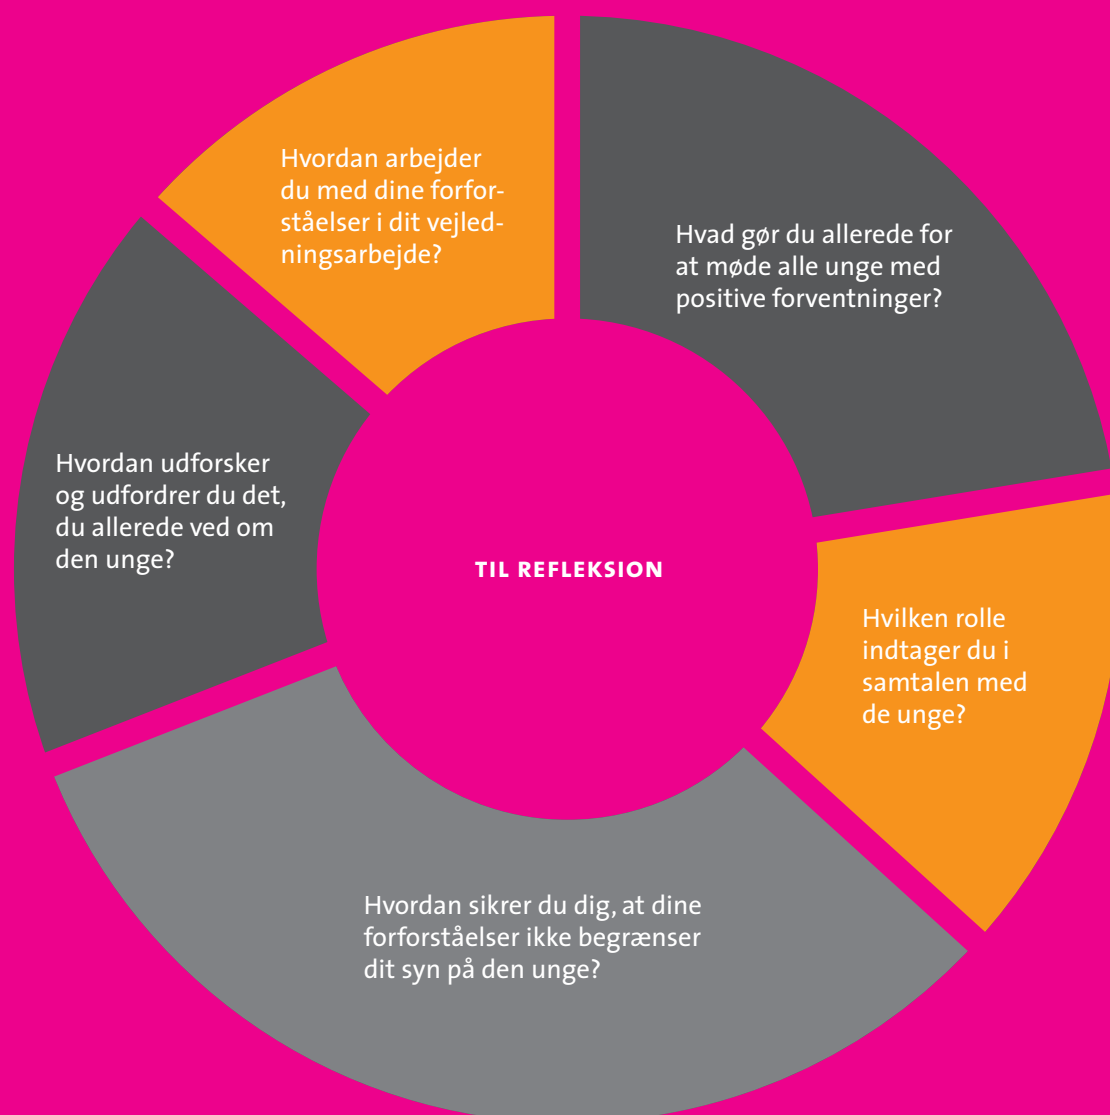 Hvordan arbejder
du med dine forfor-
ståelser i dit vejled-
ningsarbejde?
Hvad gør du allerede for
at møde alle unge med
positive forventninger?
Hvordan udforsker
og udfordrer du det,
du allerede ved om
den unge?
TIL REFLEKSION
Hvilken rolle
indtager du i
samtalen med
de unge?
Hvordan sikrer du dig, at dine
forforståelser ikke begrænser
dit syn på den unge?